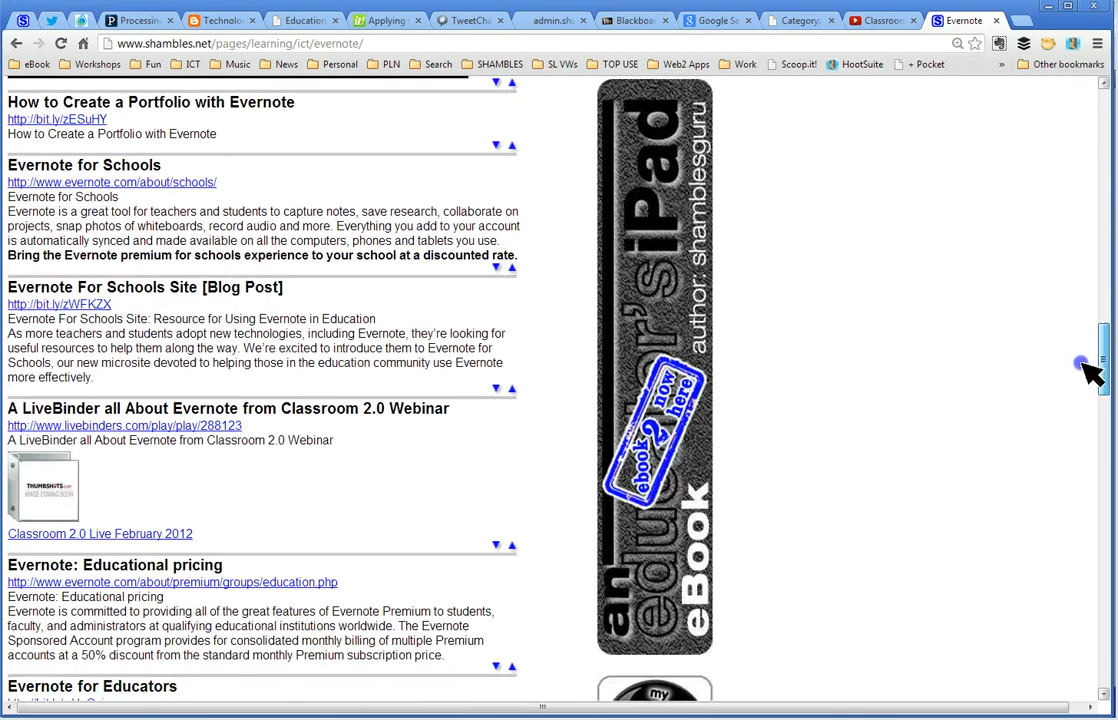 Processing
Technolo
Education
Applying
TweetCha
admin.sha
Blackboar
Google Se
Category:
Classroom
Evernote
www.shambles.net/pages/learning/ict/evernote/
eBook Workshops Fun ICT Music News Personal PLN Search SHAMBLES SL VWs TOP USE Web2 Apps Work Scoop.it! HootSuite + Pocket » Other bookmarks
How to Create a Portfolio with Evernote
http://bit.ly/zESuHY
How to Create a Portfolio with Evernote
Evernote for Schools
http://www.evernote.com/about/schools/
Evernote for Schools
Evernote is a great tool for teachers and students to capture notes, save research, collaborate on
projects, snap photos of whiteboards, record audio and more. Everything you add to your account
is automatically synced and made available on all the computers, phones and tablets you use.
Bring the Evernote premium for schools experience to your school at a discounted rate.
Evernote For Schools Site [Blog Post]
http://bit.ly/zWFKZX
Evernote For Schools Site: Resource for Using Evernote in Education
As more teachers and students adopt new technologies, including Evernote, they're looking for
useful resources to help them along the way. We're excited to introduce them to Evernote for
Schools, our new microsite devoted to helping those in the education community use Evernote
more effectively.
A LiveBinder all About Evernote from Classroom 2.0 Webinar
http://www.livebinders.com/play/play/288123
A LiveBinder all About Evernote from Classroom 2.0 Webinar
THUMBSHOTS.com
IMAGE COMING SOON
Classroom 2.0 Live February 2012
Evernote: Educational pricing
http://www.evernote.com/about/premium/groups/education.php
Evernote: Educational pricing
Evernote is committed to providing all of the great features of Evernote Premium to students,
faculty, and administrators at qualifying educational institutions worldwide. The Evernote
Sponsored Account program provides for consolidated monthly billing of multiple Premium
accounts at a 50% discount from the standard monthly Premium subscription price.
Evernote for Educators
an educator's iPad
eBook author: shamblesguru
ebook 2 now
here
my